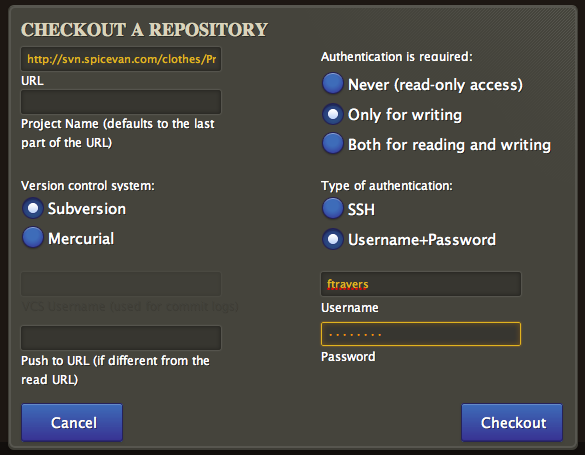 CHECKOUT A REPOSITORY
http://svn.spicevan.com/clothes/Pr
URL
Project Name (defaults to the last
part of the URL)
Version control system:
Subversion
Mercurial
VCS username (used for commit logs)
Push to URL (if different from the
read URL)
Cancel
Authentication is required:
Never (read-only access)
Only for writing
Both for reading and writing
Type of authentication:
SSH
Username+Password
ftravers
Username
········
Password
Checkout